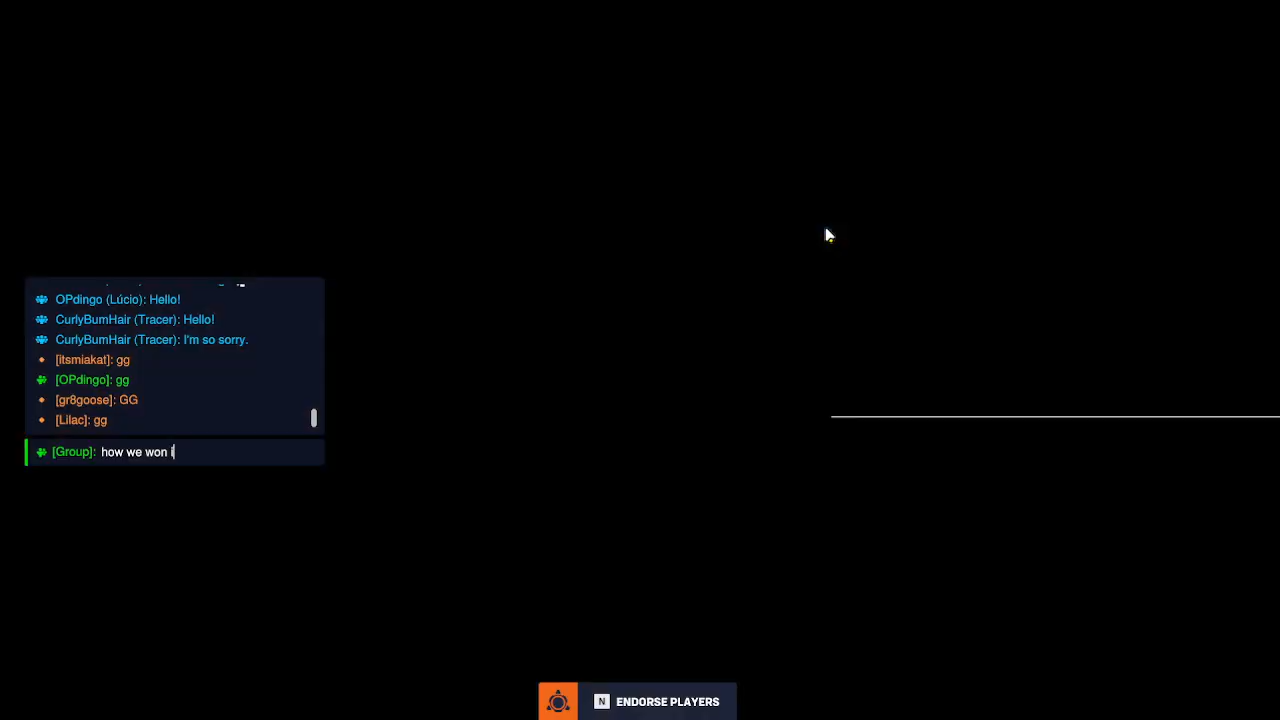 OPdingo (Lúcio): Hello!
CurlyBumHair (Tracer): Hello!
CurlyBumHair (Tracer): I'm so sorry.
[itsmiakat]: gg
[OPdingo]: gg
[gr8goose]: GG
[Lilac]: gg
[Group]: how we won i
N ENDORSE PLAYERS